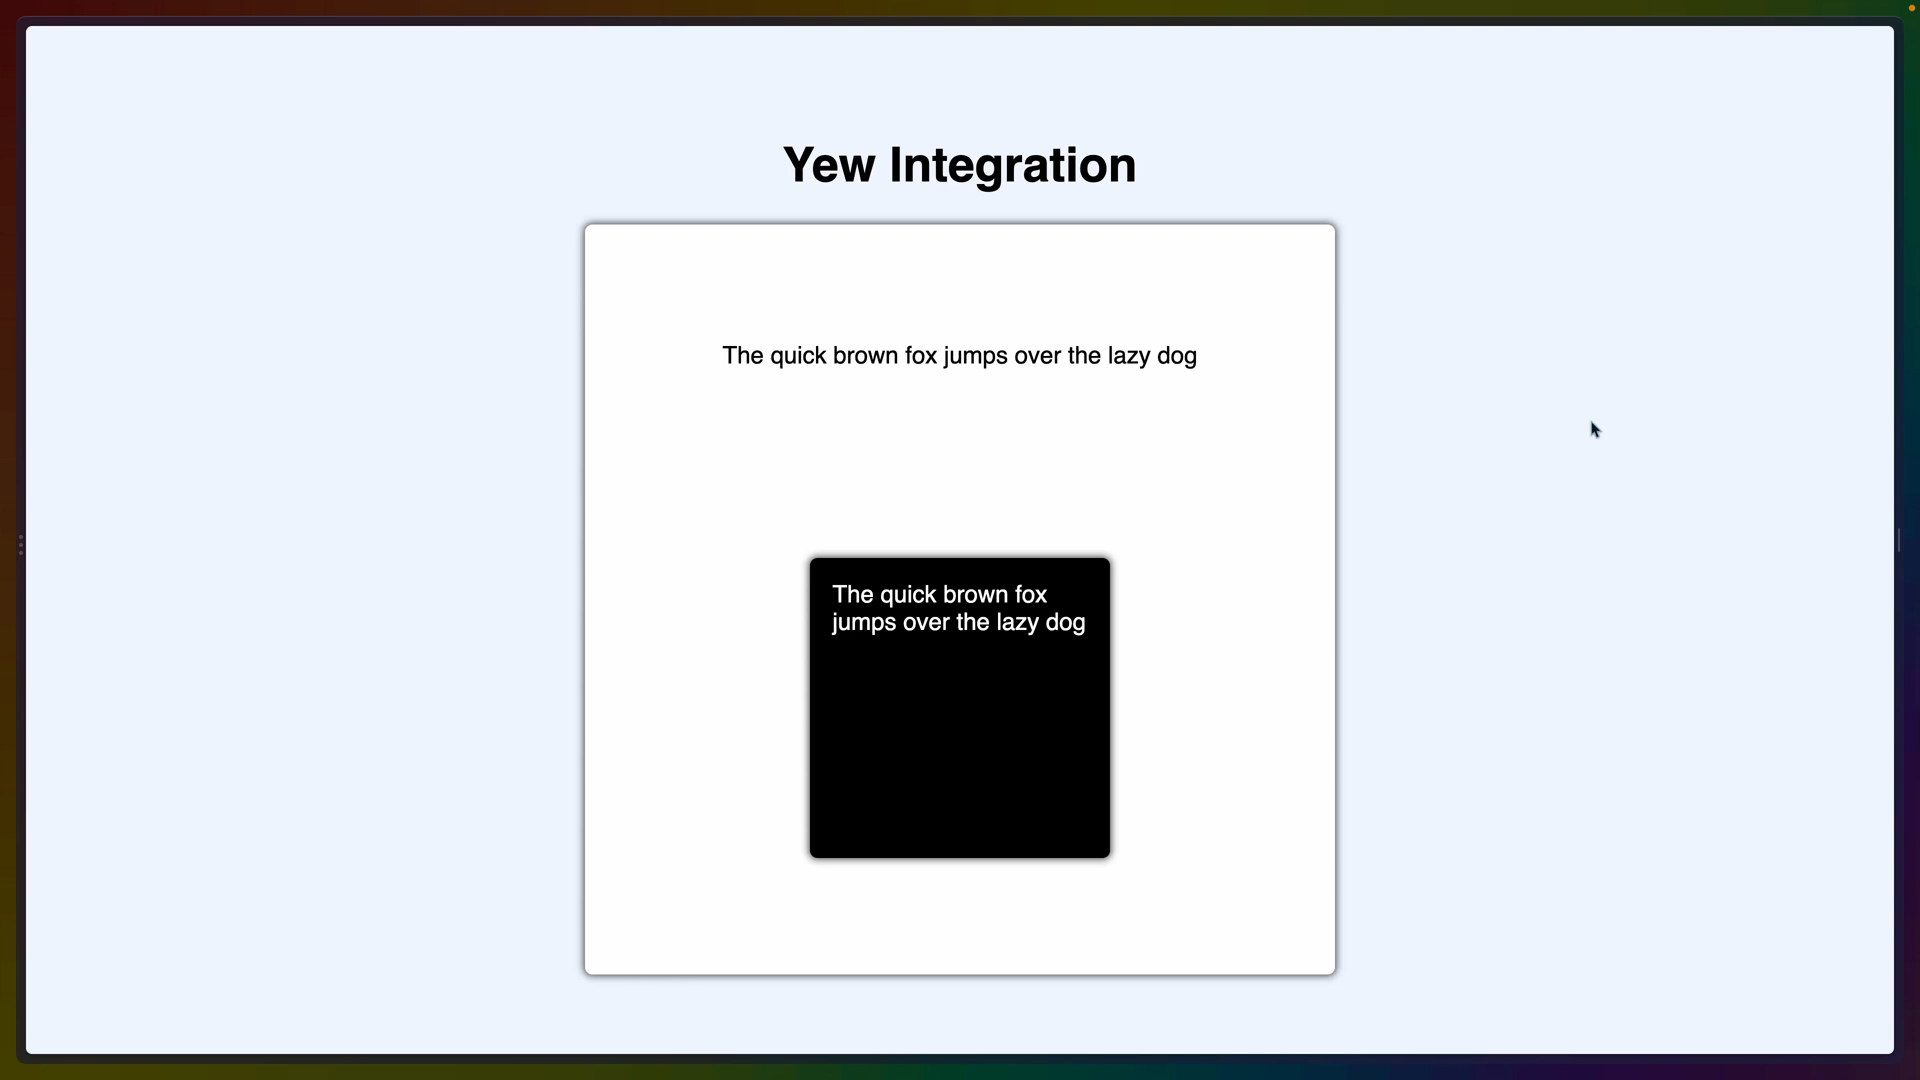 Yew Integration
The quick brown fox jumps over the lazy dog
The quick brown fox
jumps over the lazy dog